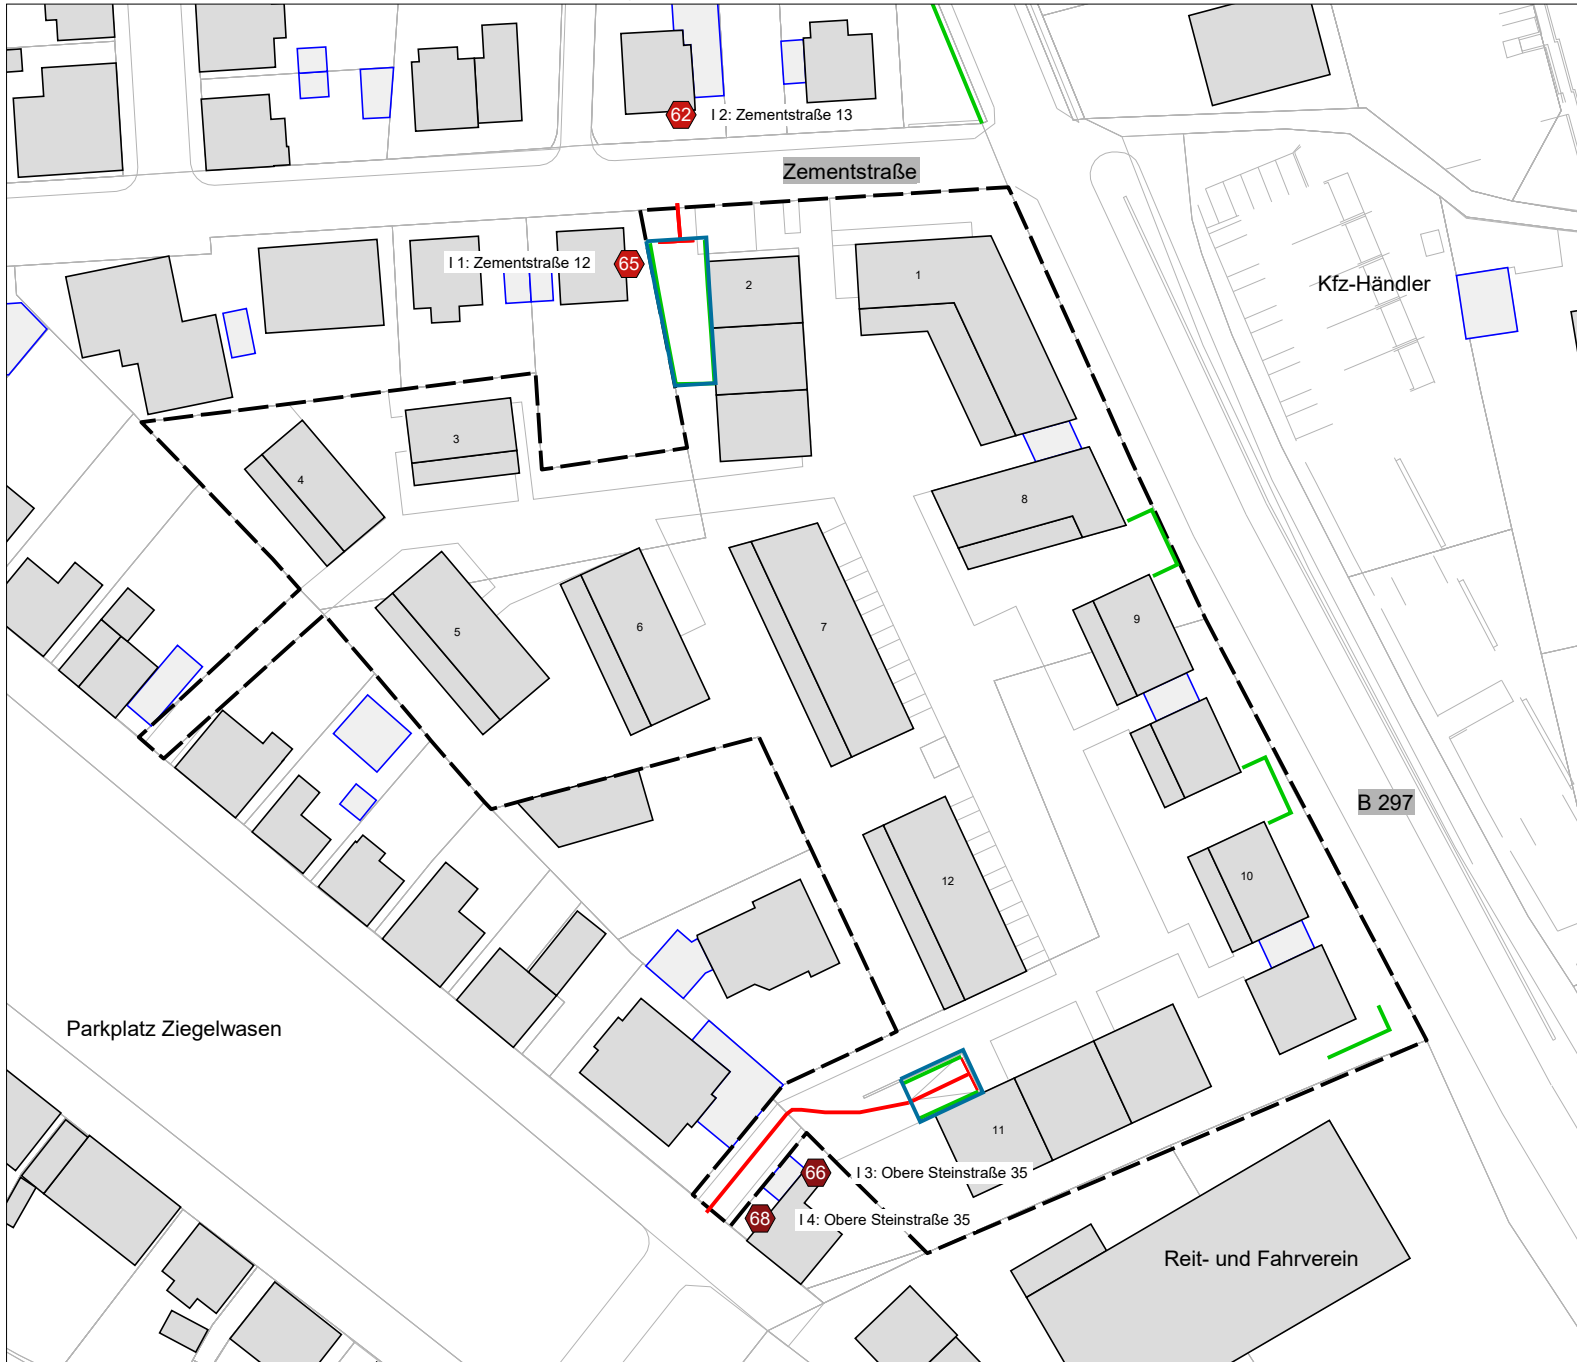 62 I 2: Zementstraße 13
Zementstraße
I 1: Zementstraße 12 65
1
2
Kfz-Händler
3
4
8
9
5
6
7
B 297
10
12
Parkplatz Ziegelwasen
11
66 I 3: Obere Steinstraße 35
68 I 4: Obere Steinstraße 35
Reit- und Fahrverein